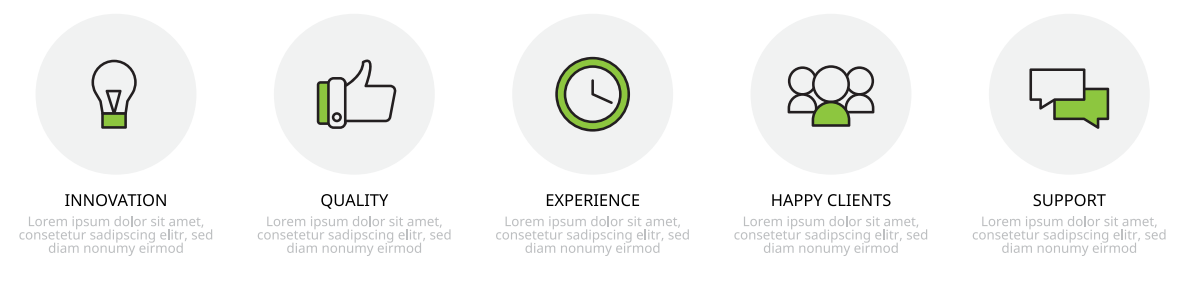 INNOVATION
Lorem ipsum dolor sit amet,
consetetur sadipscing elitr, sed
diam nonumy eirmod
QUALITY
Lorem ipsum dolor sit amet,
consetetur sadipscing elitr, sed
diam nonumy eirmod
EXPERIENCE
Lorem ipsum dolor sit amet,
consetetur sadipscing elitr, sed
diam nonumy eirmod
HAPPY CLIENTS
Lorem ipsum dolor sit amet,
consetetur sadipscing elitr, sed
diam nonumy eirmod
SUPPORT
Lorem ipsum dolor sit amet,
consetetur sadipscing elitr, sed
diam nonumy eirmod